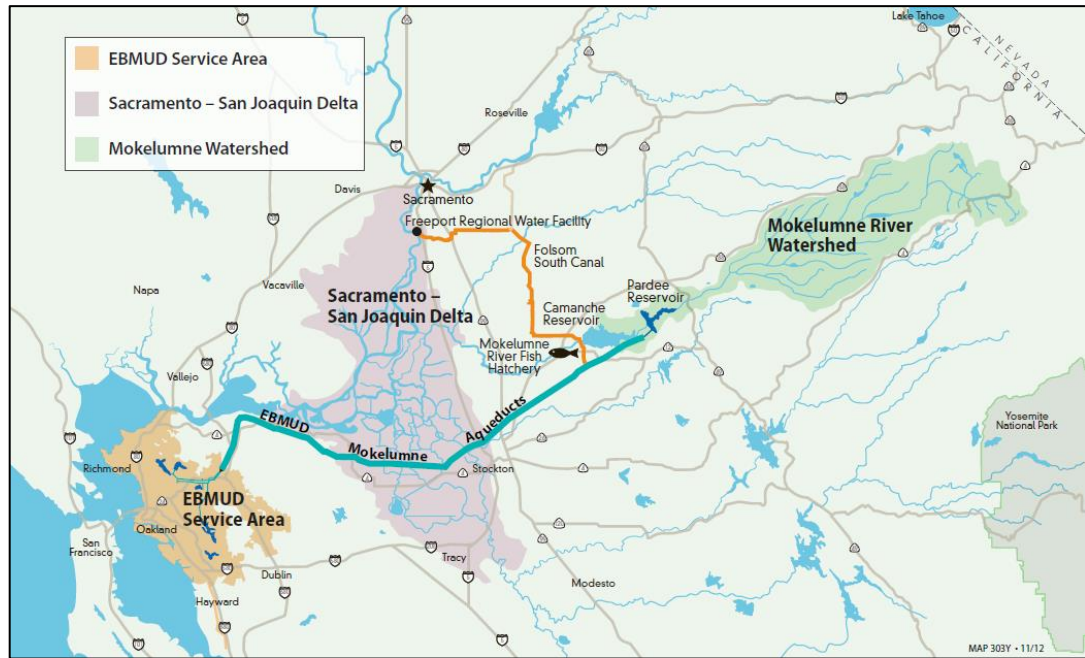 EBMUD Service Area
Sacramento – San Joaquin Delta
Mokelumne Watershed
Lake Tahoe
NEVADA
CALIFORNIA
Roseville
Davis
Sacramento
Freeport Regional Water Facility
Mokelumne River
Watershed
Folsom
South Canal
Pardee
Reservoir
Napa
Vacaville
Sacramento –
San Joaquin Delta
Camanche
Reservoir
Mokelumne
River Fish
Hatchery
Vallejo
EBMUD
Mokelumne
Aqueducts
Yosemite
National Park
Richmond
Stockton
EBMUD
Service Area
Oakland
San
Francisco
Tracy
Dublin
Modesto
Hayward
MAP 303Y • 11/12